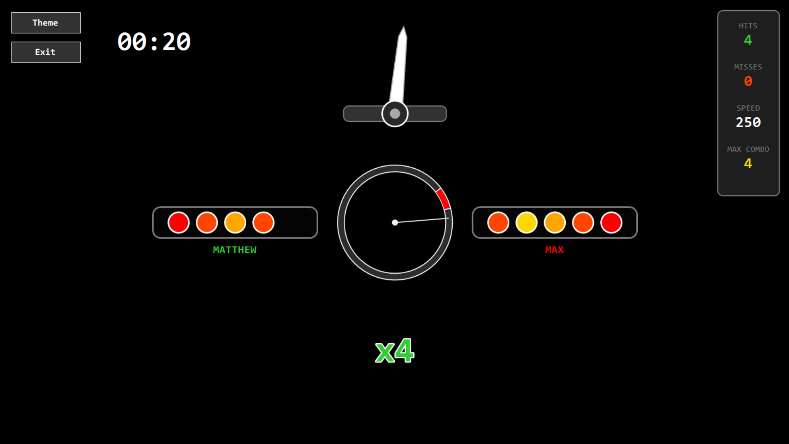 Theme
Exit
00:20
HITS
4
MISSES
0
SPEED
250
MAX COMBO
4
MATTHEW
MAX
x4